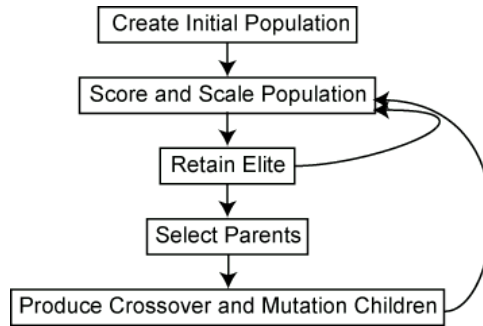 Create Initial Population
Score and Scale Population
Retain Elite
Select Parents
Produce Crossover and Mutation Children